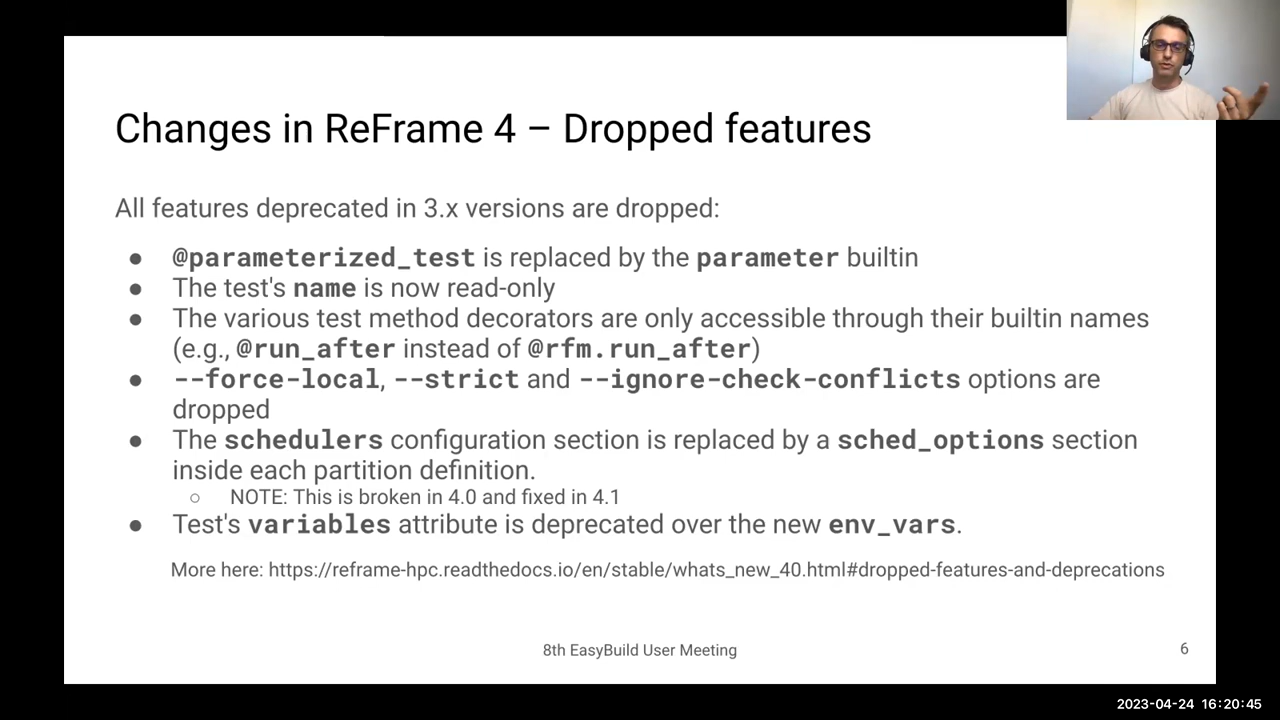 Changes in ReFrame 4 – Dropped features
All features deprecated in 3.x versions are dropped:
● @parameterized_test is replaced by the parameter builtin
● The test's name is now read-only
● The various test method decorators are only accessible through their builtin names
(e.g., @run_after instead of @rfm.run_after)
● --force-local, --strict and --ignore-check-conflicts options are
dropped
● The schedulers configuration section is replaced by a sched_options section
inside each partition definition.
○ NOTE: This is broken in 4.0 and fixed in 4.1
● Test's variables attribute is deprecated over the new env_vars.
More here: https://reframe-hpc.readthedocs.io/en/stable/whats_new_40.html#dropped-features-and-deprecations
8th EasyBuild User Meeting
6
2023-04-24 16:20:45